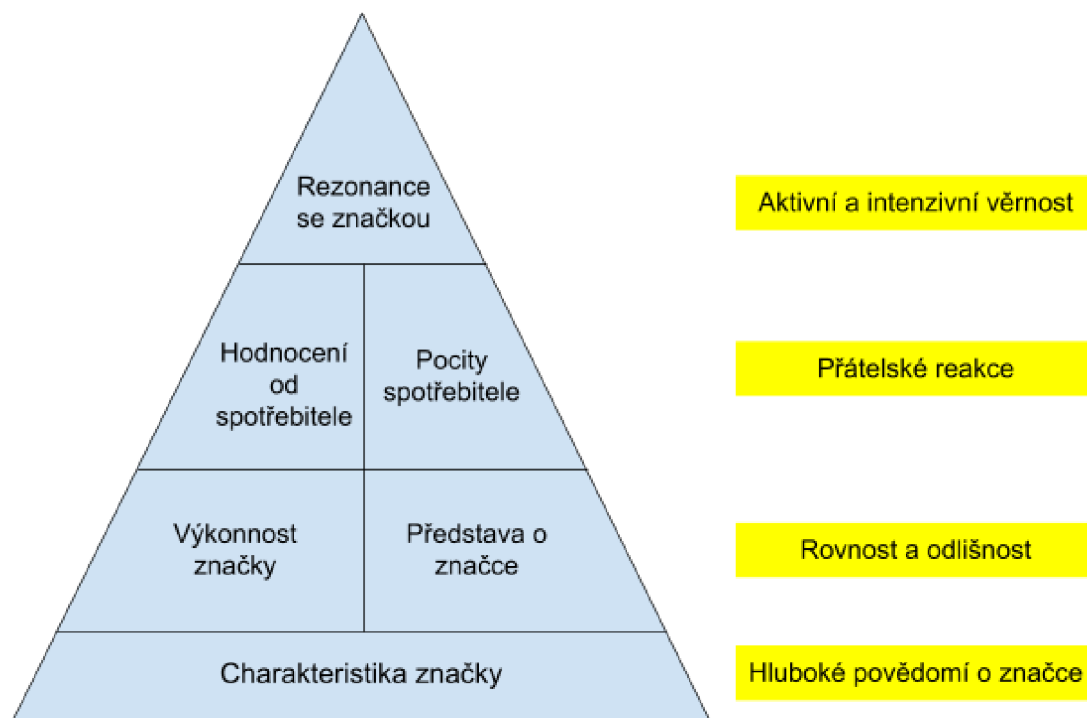 Rezonance
se značkou
Aktivní a intenzivní věrnost
Hodnocení
od
spotřebitele
Pocity
spotřebitele
Přátelské reakce
Výkonnost
značky
Představa o
značce
Rovnost a odlišnost
Charakteristika značky
Hluboké povědomí o značce